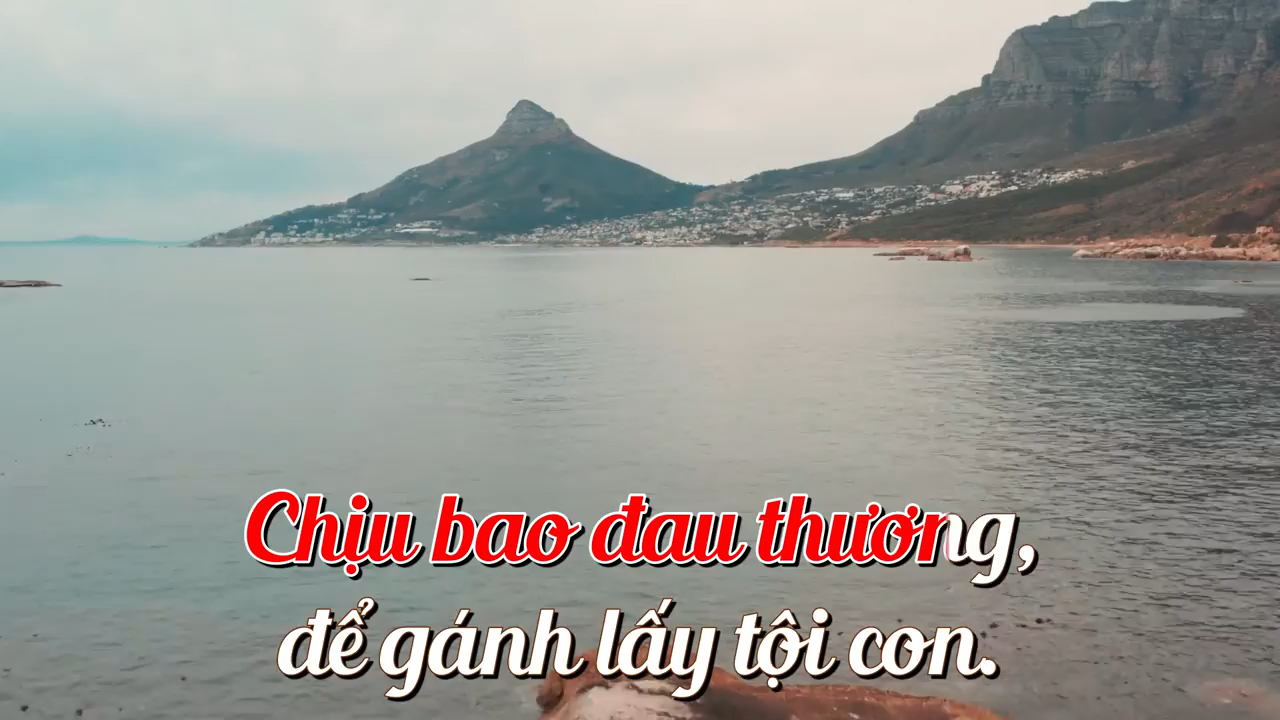 Chịu bao đau thương,
để gánh lấy tội con.